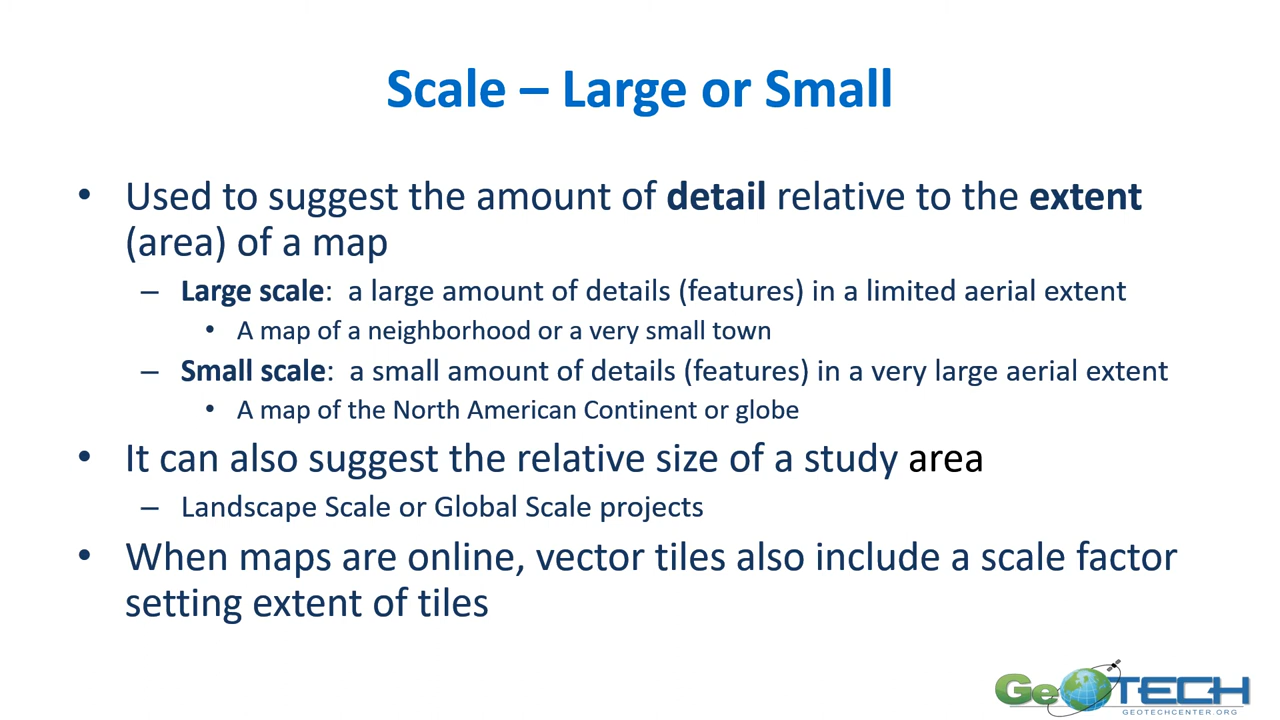 Scale – Large or Small
• Used to suggest the amount of detail relative to the extent
(area) of a map
– Large scale: a large amount of details (features) in a limited aerial extent
• A map of a neighborhood or a very small town
– Small scale: a small amount of details (features) in a very large aerial extent
• A map of the North American Continent or globe
• It can also suggest the relative size of a study area
– Landscape Scale or Global Scale projects
• When maps are online, vector tiles also include a scale factor
setting extent of tiles
GeoTECH
GEOTECHCENTER.ORG